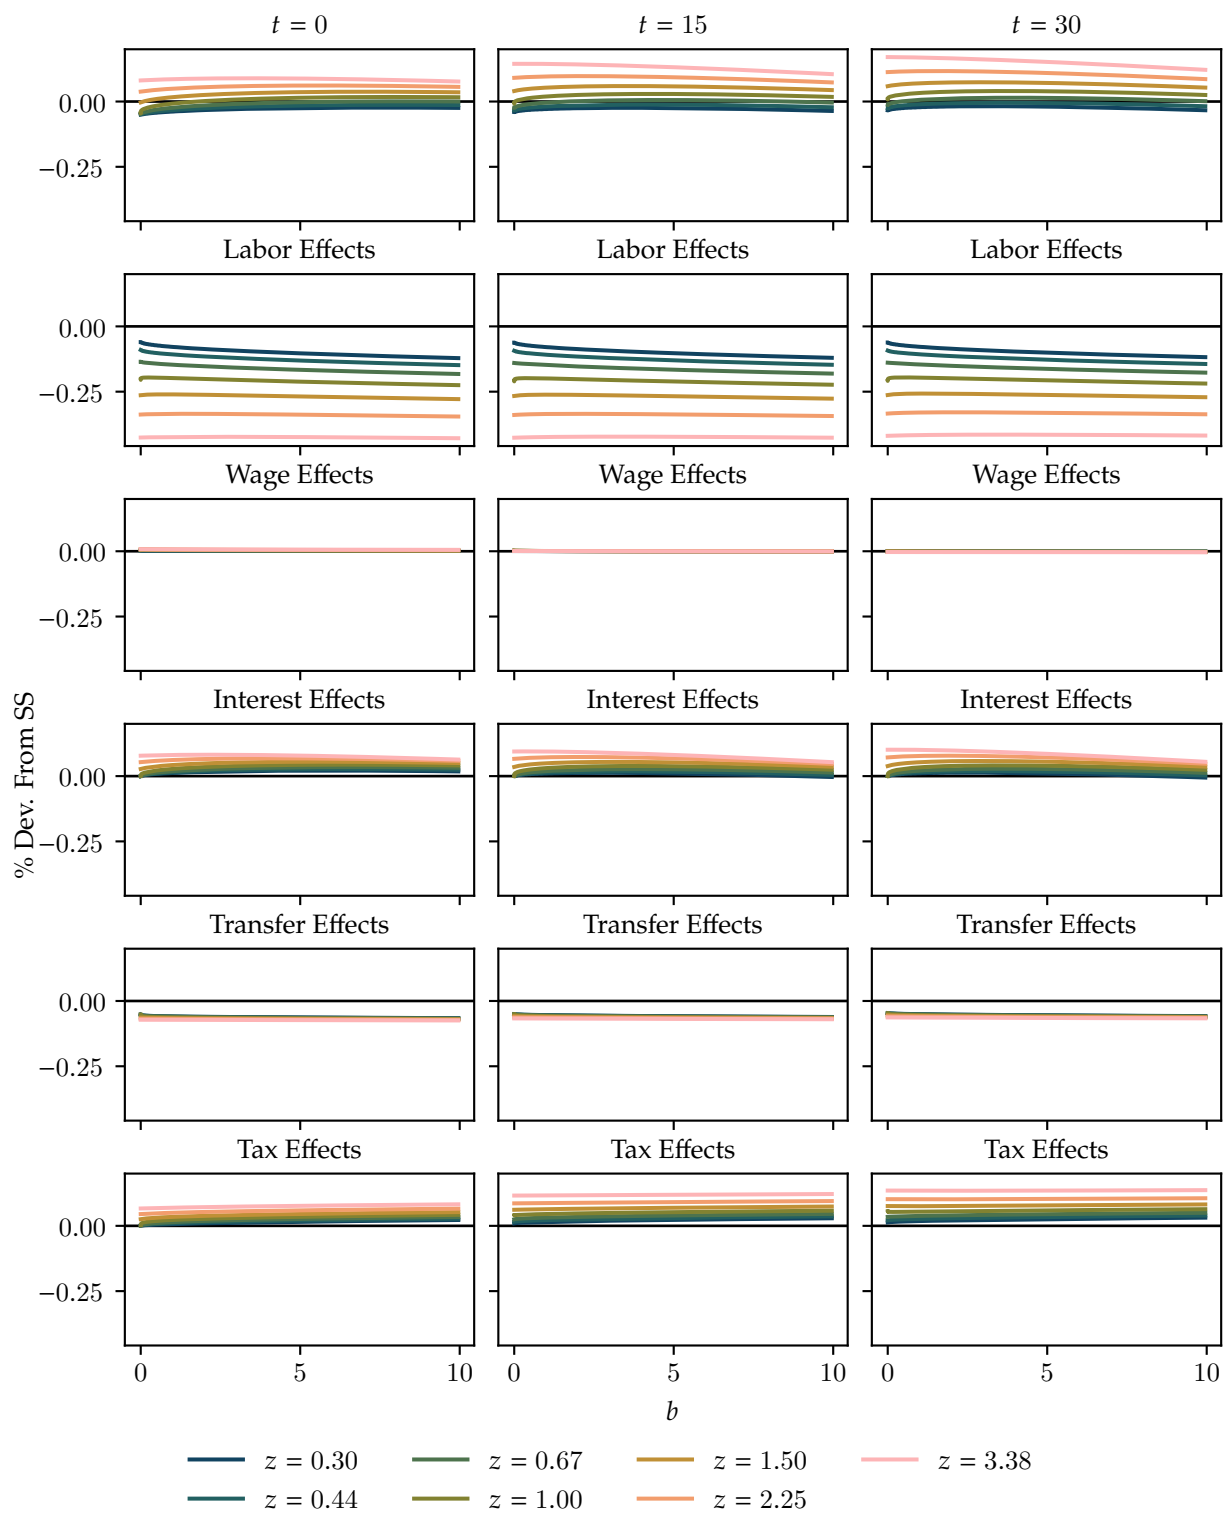 t = 0 t = 15 t = 30
0.00
−0.25
Labor Effects Labor Effects Labor Effects
0.00
−0.25
Wage Effects Wage Effects Wage Effects
0.00
−0.25
Interest Effects Interest Effects Interest Effects
0.00
−0.25
% Dev. From SS
Transfer Effects Transfer Effects Transfer Effects
0.00
−0.25
Tax Effects Tax Effects Tax Effects
0.00
−0.25
0 5 10 0 5 10 0 5 10
b
z = 0.30 z = 0.67 z = 1.50 z = 3.38
z = 0.44 z = 1.00 z = 2.25